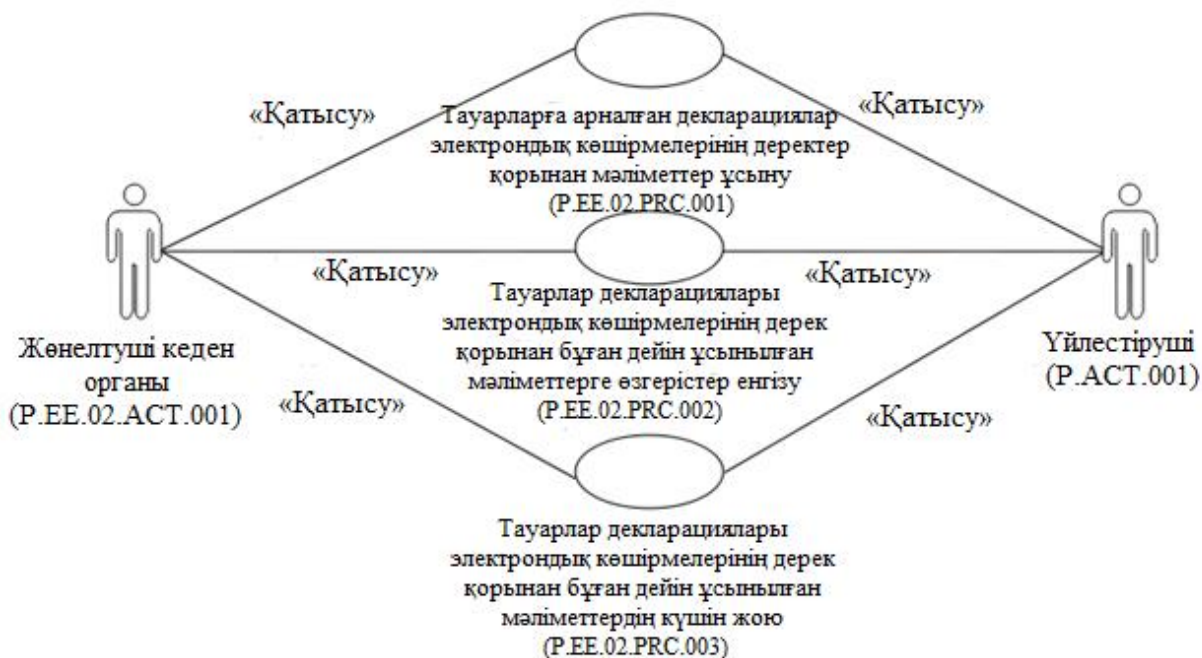 «Қатысу»
«Қатысу»
Тауарларға арналған декларациялар
электрондық көшірмелерінің деректер
қорынан мәліметтер ұсыну
(P.EE.02.PRC.001)
«Қатысу»
«Қатысу»
Тауарлар декларациялары
электрондық көшірмелерінің дерек
қорынан бұған дейін ұсынылған
мәліметтерге өзгерістер енгізу
(P.EE.02.PRC.002)
Жөнелтуші кеден
органы
(P.EE.02.ACT.001)
Үйлестіруші
(P.ACT.001)
«Қатысу»
«Қатысу»
Тауарлар декларациялары
электрондық көшірмелерінің дерек
қорынан бұған дейін ұсынылған
мәліметтердің күшін жою
(P.EE.02.PRC.003)